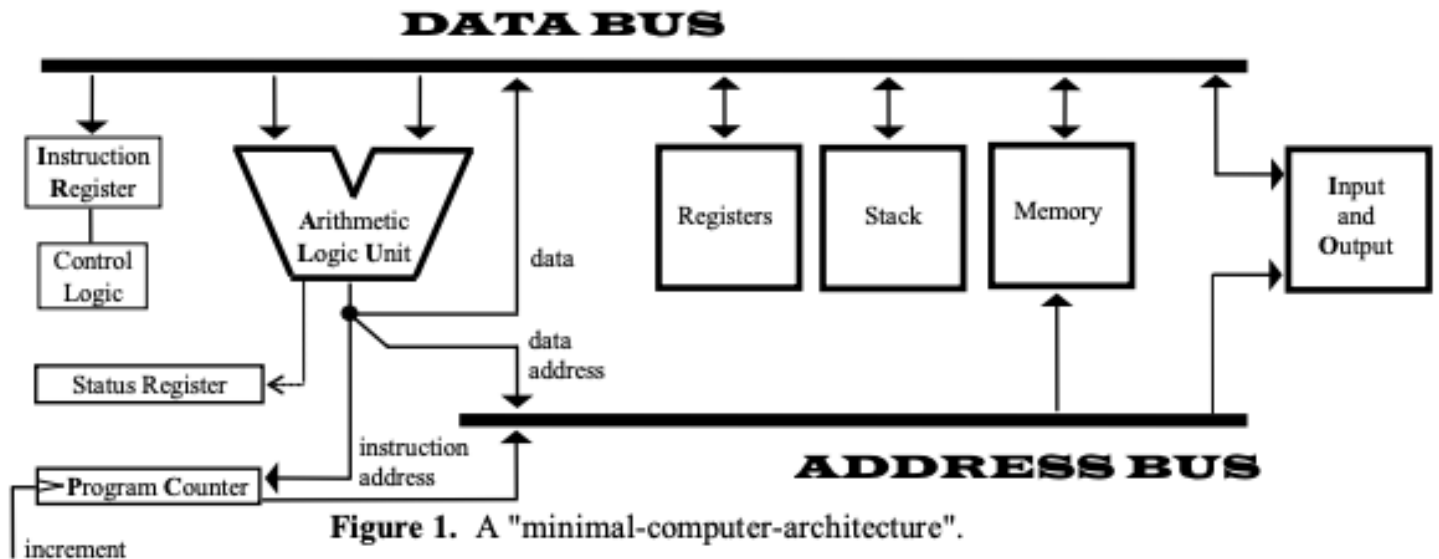 DATA BUS
Instruction
Register
Control
Logic
Arithmetic
Logic Unit
data
Registers
Stack
Memory
Input
and
Output
data
address
Status Register
instruction
address
Program Counter
ADDRESS BUS
increment
Figure 1. A "minimal-computer-architecture".